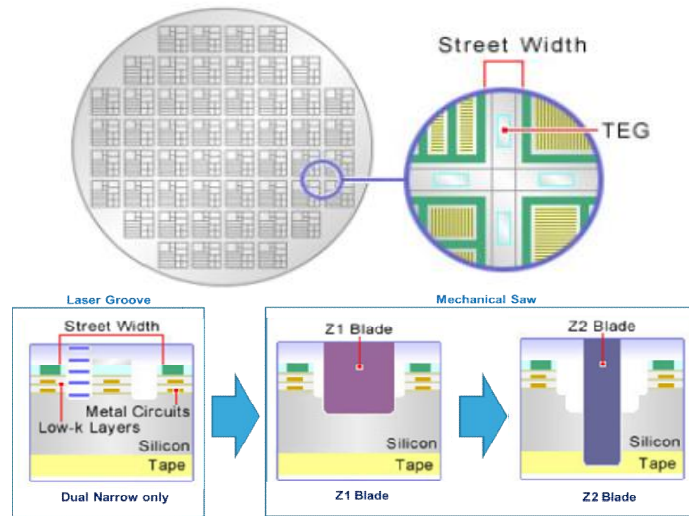 Street Width
TEG
Laser Groove
Mechanical Saw
Street Width
Metal Circuits
Low-k Layers
Silicon
Tape
Dual Narrow only
Z1 Blade
Silicon
Tape
Z1 Blade
Z2 Blade
Silicon
Tape
Z2 Blade